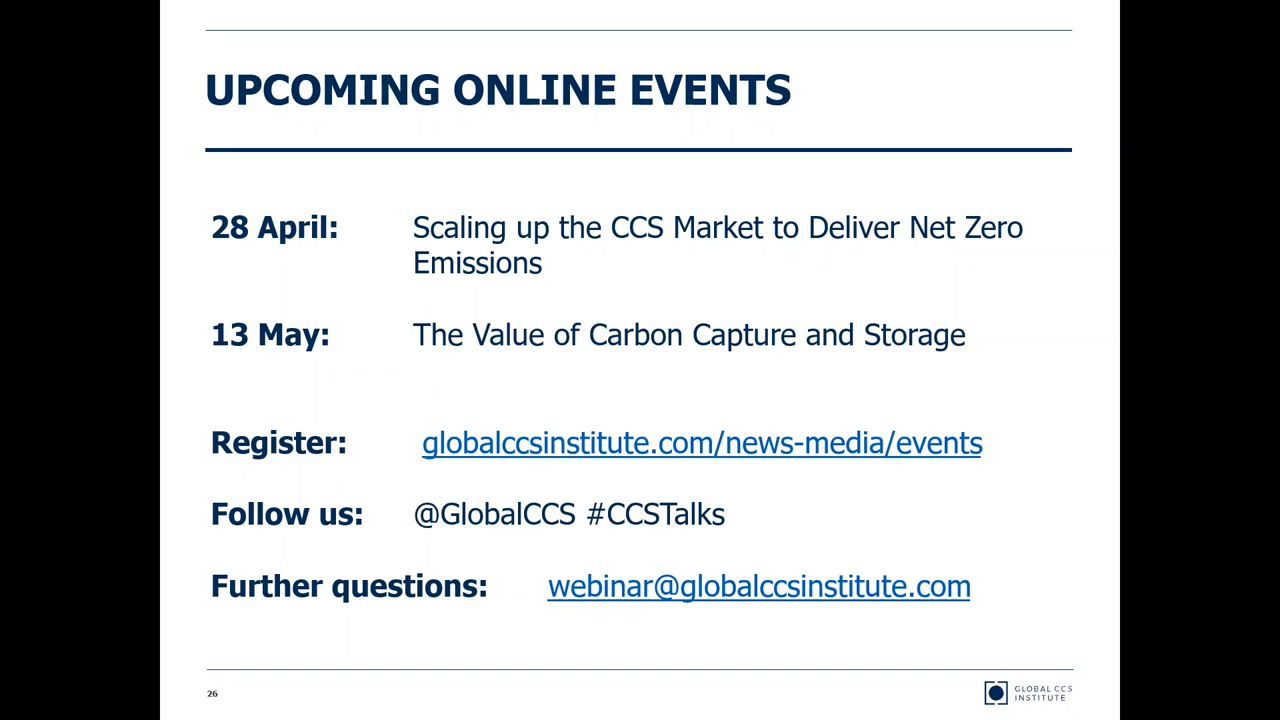 UPCOMING ONLINE EVENTS
28 April: Scaling up the CCS Market to Deliver Net Zero
Emissions
13 May: The Value of Carbon Capture and Storage
Register: globalccsinstitute.com/news-media/events
Follow us: @GlobalCCS #CCSTalks
Further questions: webinar@globalccsinstitute.com
26
GLOBAL CCS
INSTITUTE